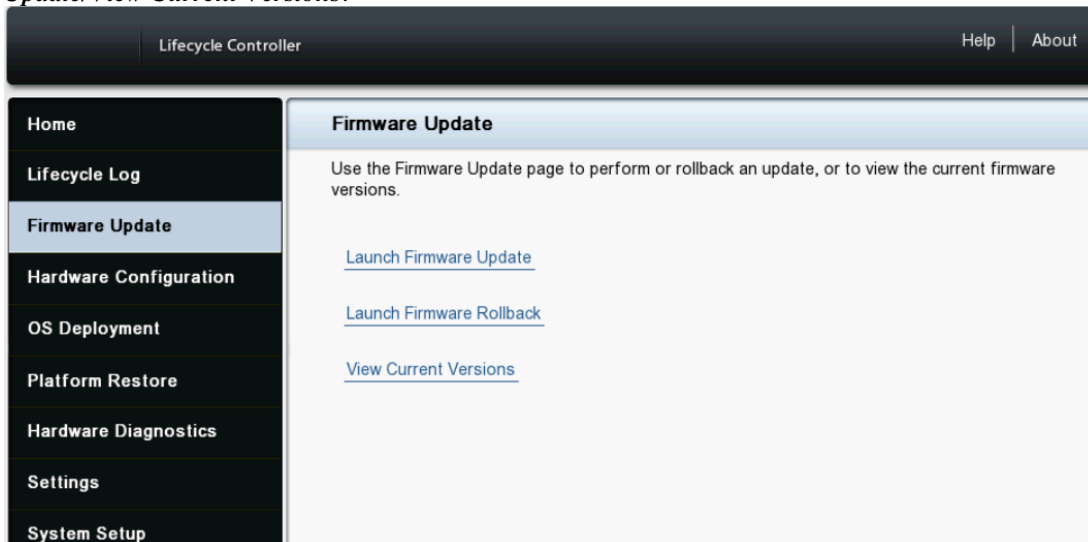 Update/View Current Versions.
Lifecycle Controller
Help | About
Home
Lifecycle Log
Firmware Update
Hardware Configuration
OS Deployment
Platform Restore
Hardware Diagnostics
Settings
System Setup
Firmware Update
Use the Firmware Update page to perform or rollback an update, or to view the current firmware
versions.
Launch Firmware Update
Launch Firmware Rollback
View Current Versions